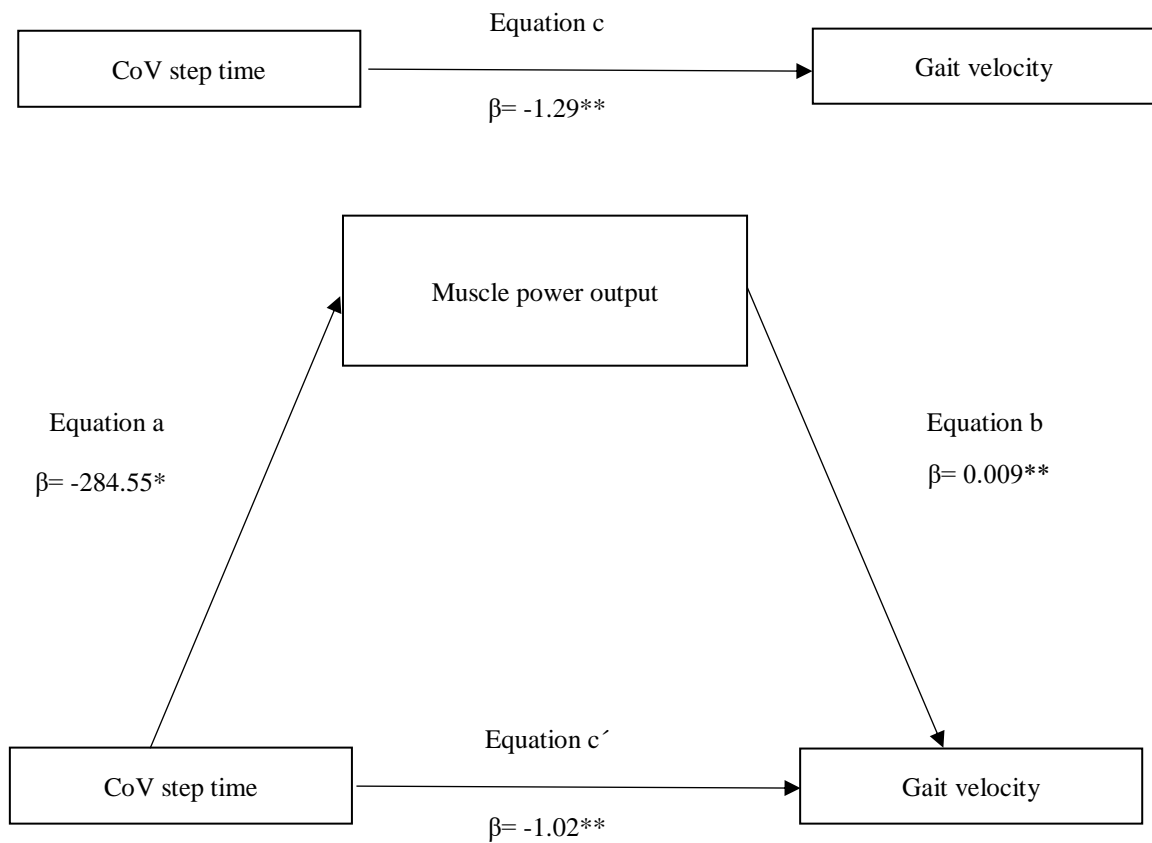 Equation c
CoV step time
Gait velocity
β= -1.29**
Muscle power output
Equation a
β= -284.55*
Equation b
β= 0.009**
Equation c´
CoV step time
Gait velocity
β= -1.02**